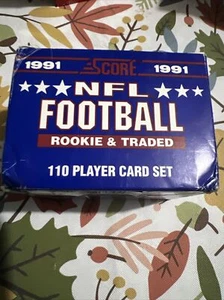 1991 SCORE 1991
NFL
FOOTBALL
ROOKIE & TRADED
110 PLAYER CARD SET